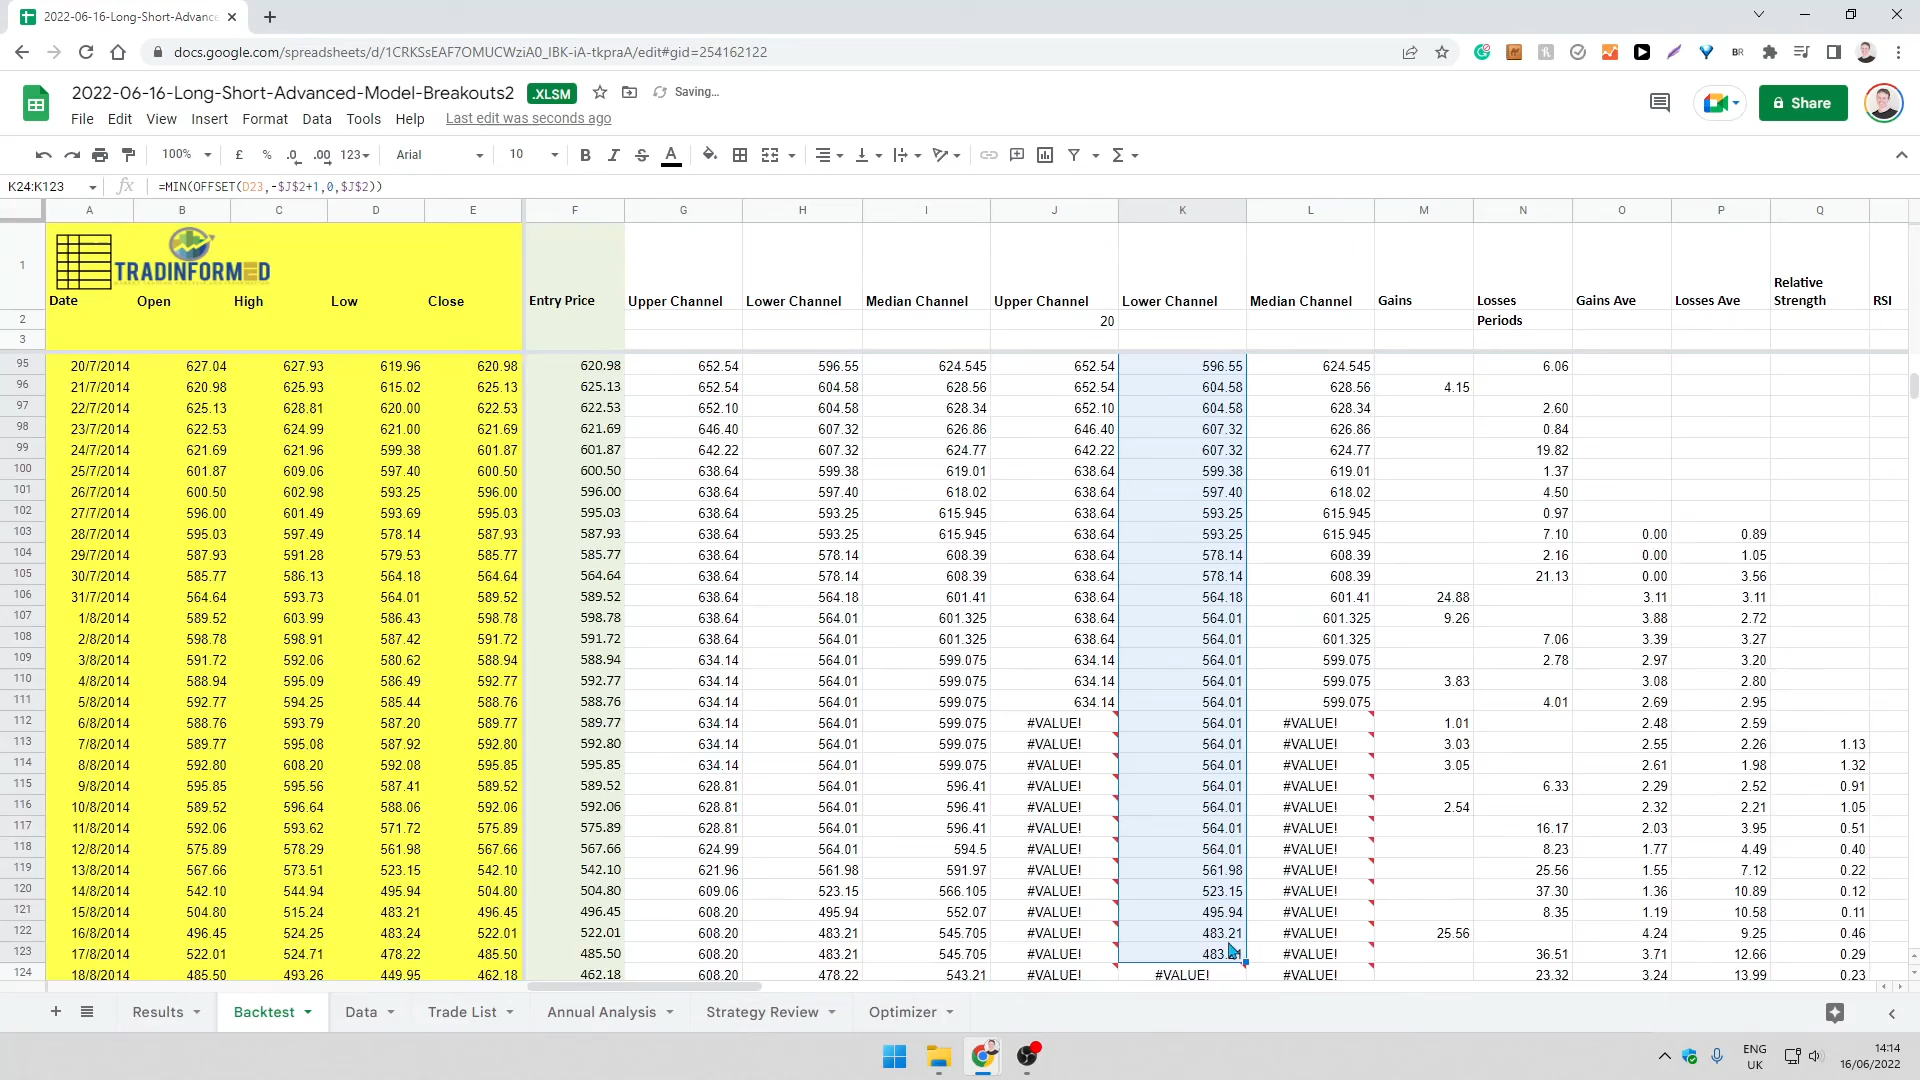 2022-06-16-Long-Short-Advance
docs.google.com/spreadsheets/d/1CRKSsEAF7OMUCWziA0_IBK-iA-tkpraA/edit#gid=254162122
BR
2022-06-16-Long-Short-Advanced-Model-Breakouts2 .XLSM Saving…
Share
File Edit View Insert Format Data Tools Help Last edit was seconds ago
100% £ % .0 .00 123 Arial 10 B I S A
K24:K123 fx =MIN(OFFSET(D23,-$J$2+1,0,$J$2))
A B C D E F G H I J K L M N O P Q
1
TRADINFORMED
Date Open High Low Close Entry Price Upper Channel Lower Channel Median Channel Upper Channel Lower Channel Median Channel Gains Losses Gains Ave Losses Ave Relative Strength RSI
2 20 Periods
3
95 20/7/2014 627.04 627.93 619.96 620.98 620.98 652.54 596.55 624.545 652.54 596.55 624.545 6.06
96 21/7/2014 620.98 625.93 615.02 625.13 625.13 652.54 604.58 628.56 652.54 604.58 628.56 4.15
97 22/7/2014 625.13 628.81 620.00 622.53 622.53 652.10 604.58 628.34 652.10 604.58 628.34 2.60
98 23/7/2014 622.53 624.99 621.00 621.69 621.69 646.40 607.32 626.86 646.40 607.32 626.86 0.84
99 24/7/2014 621.69 621.96 599.38 601.87 601.87 642.22 607.32 624.77 642.22 607.32 624.77 19.82
100 25/7/2014 601.87 609.06 597.40 600.50 600.50 638.64 599.38 619.01 638.64 599.38 619.01 1.37
101 26/7/2014 600.50 602.98 593.25 596.00 596.00 638.64 597.40 618.02 638.64 597.40 618.02 4.50
102 27/7/2014 596.00 601.49 593.69 595.03 595.03 638.64 593.25 615.945 638.64 593.25 615.945 0.97
103 28/7/2014 595.03 597.49 578.14 587.93 587.93 638.64 593.25 615.945 638.64 593.25 615.945 7.10 0.00 0.89
104 29/7/2014 587.93 591.28 579.53 585.77 585.77 638.64 578.14 608.39 638.64 578.14 608.39 2.16 0.00 1.05
105 30/7/2014 585.77 586.13 564.18 564.64 564.64 638.64 578.14 608.39 638.64 578.14 608.39 21.13 0.00 3.56
106 31/7/2014 564.64 593.73 564.01 589.52 589.52 638.64 564.18 601.41 638.64 564.18 601.41 24.88 3.11 3.11
107 1/8/2014 589.52 603.99 586.43 598.78 598.78 638.64 564.01 601.325 638.64 564.01 601.325 9.26 3.88 2.72
108 2/8/2014 598.78 598.91 587.42 591.72 591.72 638.64 564.01 601.325 638.64 564.01 601.325 7.06 3.39 3.27
109 3/8/2014 591.72 592.06 580.62 588.94 588.94 634.14 564.01 599.075 634.14 564.01 599.075 2.78 2.97 3.20
110 4/8/2014 588.94 595.09 586.49 592.77 592.77 634.14 564.01 599.075 634.14 564.01 599.075 3.83 3.08 2.80
111 5/8/2014 592.77 594.25 585.44 588.76 588.76 634.14 564.01 599.075 634.14 564.01 599.075 4.01 2.69 2.95
112 6/8/2014 588.76 593.79 587.20 589.77 589.77 634.14 564.01 599.075 #VALUE! 564.01 #VALUE! 1.01 2.48 2.59
113 7/8/2014 589.77 595.08 587.92 592.80 592.80 634.14 564.01 599.075 #VALUE! 564.01 #VALUE! 3.03 2.55 2.26 1.13
114 8/8/2014 592.80 608.20 592.08 595.85 595.85 634.14 564.01 599.075 #VALUE! 564.01 #VALUE! 3.05 2.61 1.98 1.32
115 9/8/2014 595.85 595.56 587.41 589.52 589.52 628.81 564.01 596.41 #VALUE! 564.01 #VALUE! 6.33 2.29 2.52 0.91
116 10/8/2014 589.52 596.64 588.06 592.06 592.06 628.81 564.01 596.41 #VALUE! 564.01 #VALUE! 2.54 2.32 2.21 1.05
117 11/8/2014 592.06 593.62 571.72 575.89 575.89 628.81 564.01 596.41 #VALUE! 564.01 #VALUE! 16.17 2.03 3.95 0.51
118 12/8/2014 575.89 578.29 561.98 567.66 567.66 624.99 564.01 594.5 #VALUE! 564.01 #VALUE! 8.23 1.77 4.49 0.40
119 13/8/2014 567.66 573.51 523.15 542.10 542.10 621.96 561.98 591.97 #VALUE! 561.98 #VALUE! 25.56 1.55 7.12 0.22
120 14/8/2014 542.10 544.94 495.94 504.80 504.80 609.06 523.15 566.105 #VALUE! 523.15 #VALUE! 37.30 1.36 10.89 0.12
121 15/8/2014 504.80 515.24 483.21 496.45 496.45 608.20 495.94 552.07 #VALUE! 495.94 #VALUE! 8.35 1.19 10.58 0.11
122 16/8/2014 496.45 524.25 483.24 522.01 522.01 608.20 483.21 545.705 #VALUE! 483.21 #VALUE! 25.56 4.24 9.25 0.46
123 17/8/2014 522.01 524.71 478.22 485.50 485.50 608.20 483.21 545.705 #VALUE! #VALUE! 36.51 3.71 12.66 0.29
124 18/8/2014 485.50 493.26 449.95 462.18 462.18 608.20 478.22 543.21 #VALUE! #VALUE! #VALUE! 23.32 3.24 13.99 0.23
Results Backtest Data Trade List Annual Analysis Strategy Review Optimizer
ENG 14:14
UK 16/06/2022